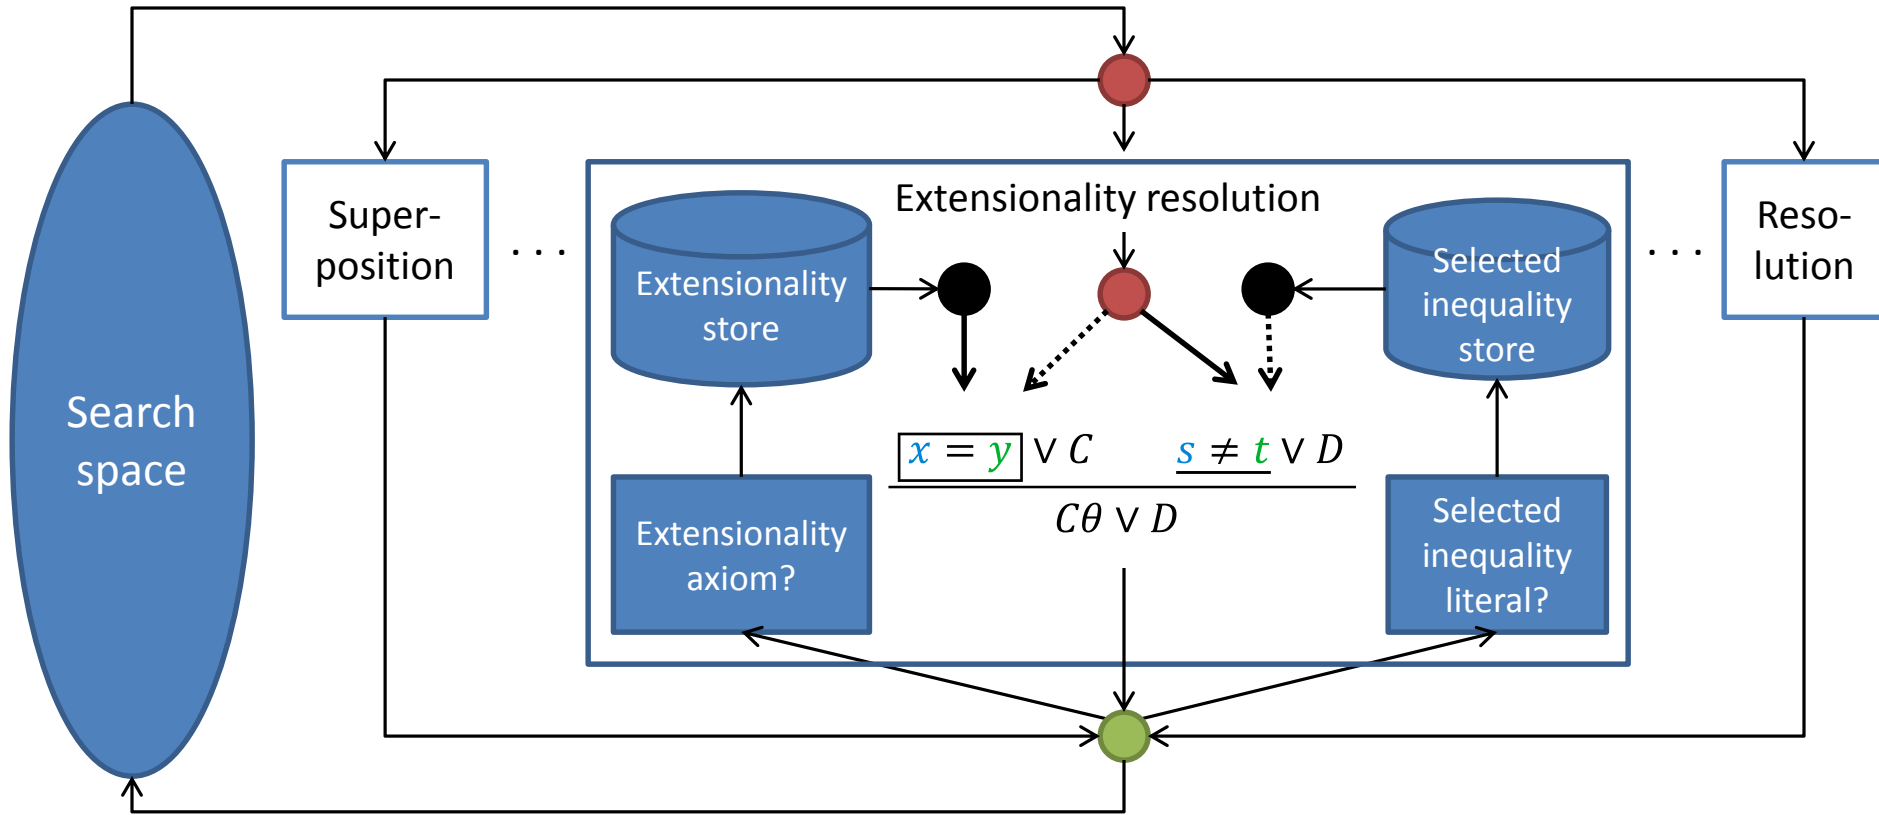 Search
space
Super-
position
. . .
Extensionality resolution
Extensionality
store
Selected
inequality
store
x = y ∨ C
s ≠ t ∨ D
Cθ ∨ D
Extensionality
axiom?
Selected
inequality
literal?
. . .
Reso-
lution